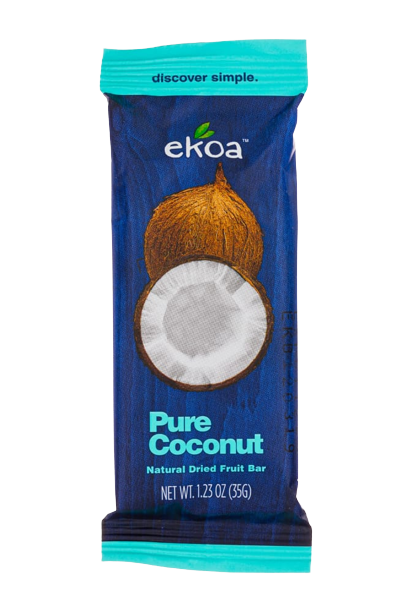 discover simple.
ekoa™
Pure
Coconut
Natural Dried Fruit Bar
NET WT. 1.23 OZ (35G)